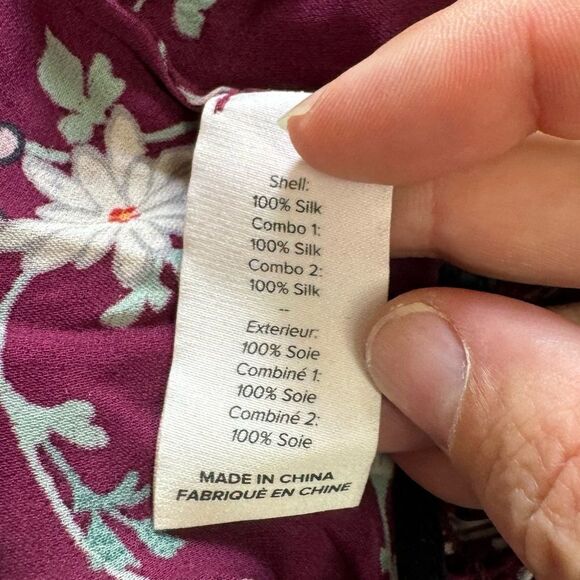 Shell:
100% Silk
Combo 1:
100% Silk
Combo 2:
100% Silk
--
Exterieur:
100% Soie
Combiné 1:
100% Soie
Combiné 2:
100% Soie
MADE IN CHINA
FABRIQUÉ EN CHINE